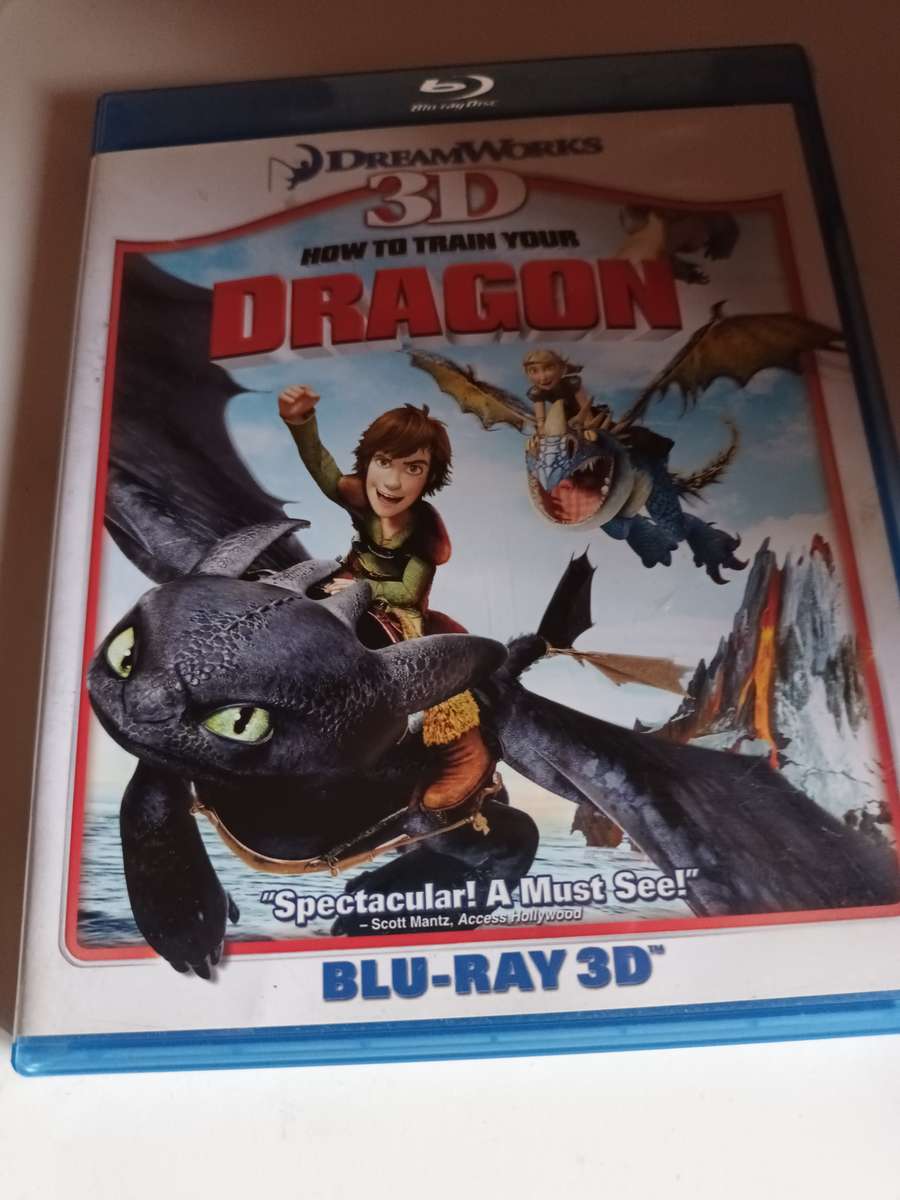 Blu-ray Disc
DREAMWORKS
3D
HOW TO TRAIN YOUR
DRAGON
"Spectacular! A Must See!"
– Scott Mantz, Access Hollywood
BLU-RAY 3D™